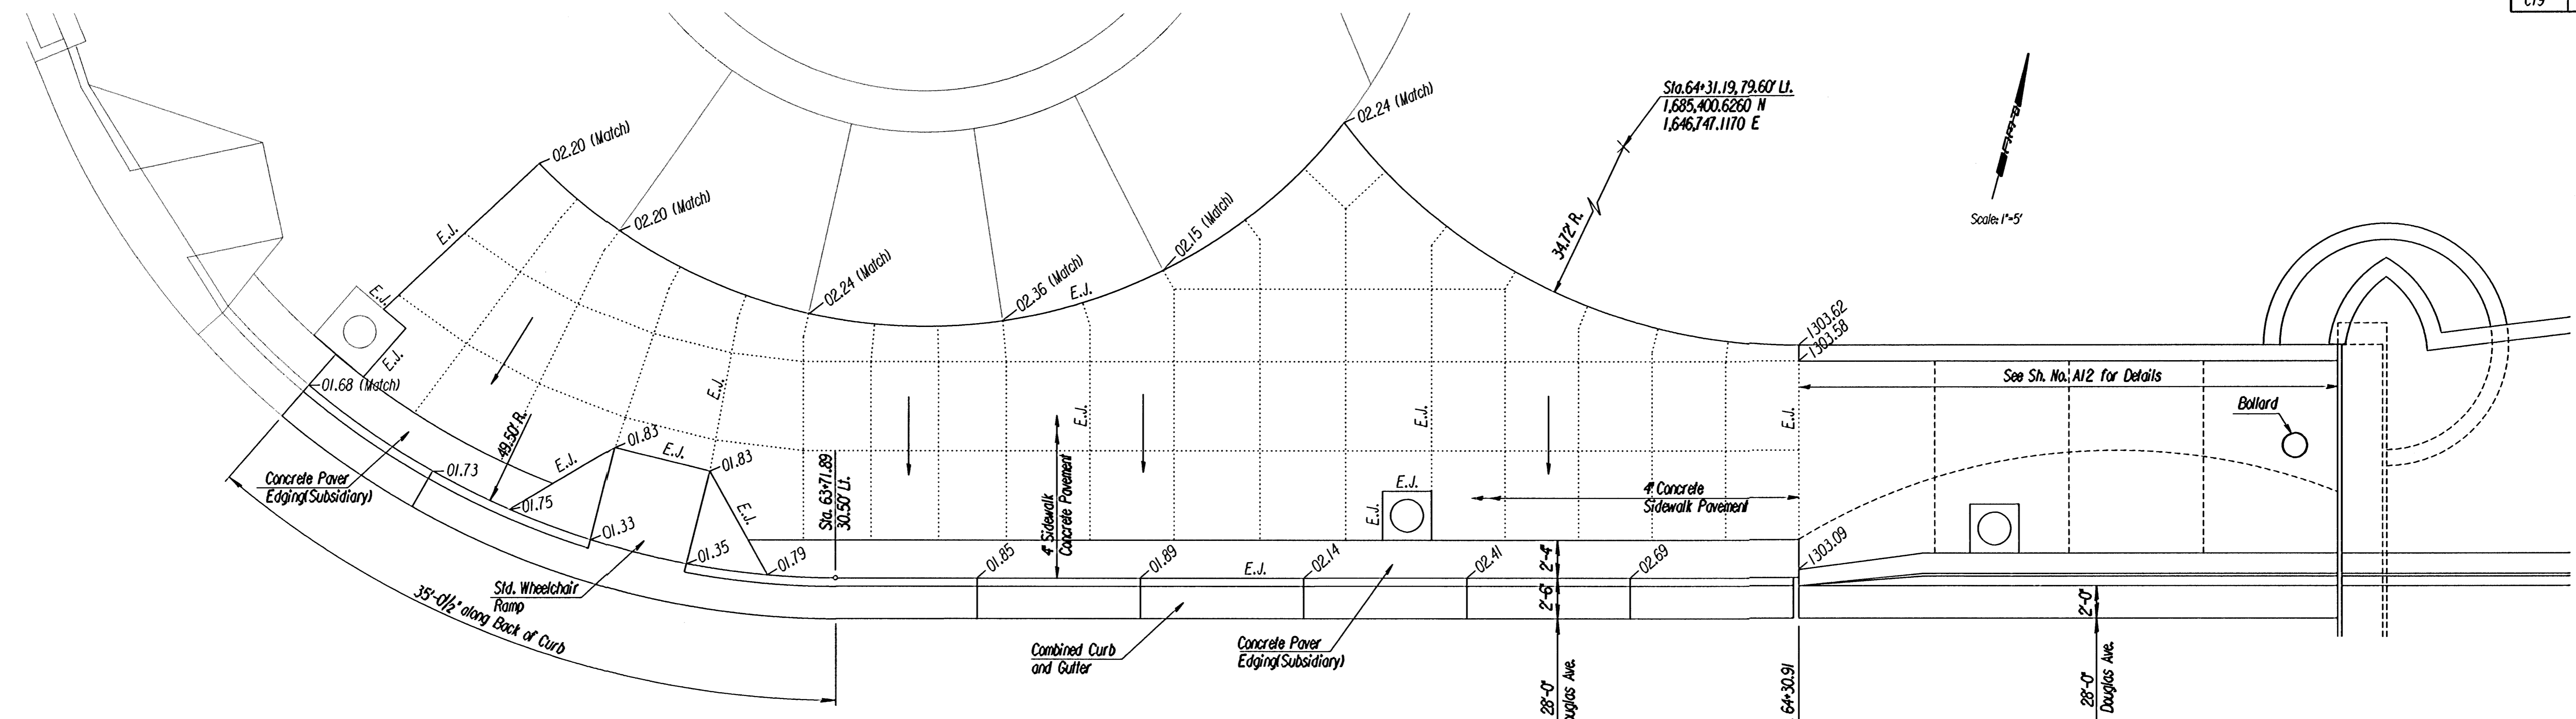 C19
02.20 (Match)
02.20 (Match)
02.24 (Match)
02.36 (Match)
02.15 (Match)
02.24 (Match)
Sta.64+31.19, 79.60' Lt.
1,685,400.6260 N
1,646,747.1170 E
34.72' R.
Scale: 1"=5'
E.J.
E.J.
E.J.
E.J.
E.J.
E.J.
E.J.
E.J.
1303.62
1303.58
See Sh. No. A12 for Details
Bollard
01.68 (Match)
49.50' R.
Concrete Paver
Edging(Subsidiary)
01.73
01.75
E.J.
01.83
E.J.
01.83
E.J.
01.33
01.35
01.79
Std. Wheelchair
Ramp
35'-0½" along Back of Curb
Sta. 63+71.89
30.50' Lt.
4" Sidewalk
Concrete Pavement
E.J.
E.J.
4" Concrete
Sidewalk Pavement
01.85
01.89
E.J.
02.14
02.41
02.69
1303.09
2'-4"
2'-6"
2'-0"
Combined Curb
and Gutter
Concrete Paver
Edging(Subsidiary)
28'-0"
Douglas Ave.
64+30.91
28'-0"
Douglas Ave.